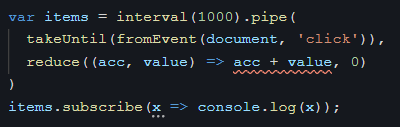 var items = interval(1000).pipe(
takeUntil(fromEvent(document, 'click')),
reduce((acc, value) => acc + value, 0)
)
items.subscribe(x => console.log(x));